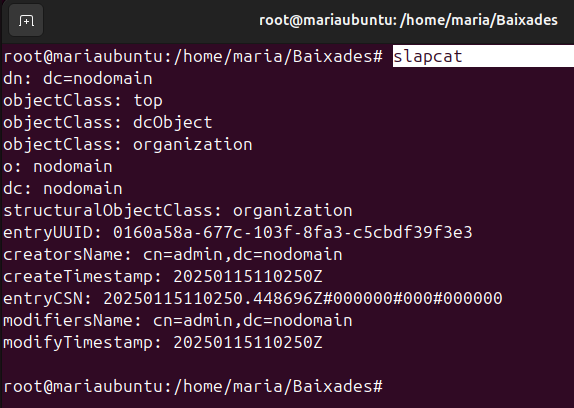 root@mariaubuntu: /home/maria/Baixades
root@mariaubuntu:/home/maria/Baixades# slapcat
dn: dc=nodomain
objectClass: top
objectClass: dcObject
objectClass: organization
o: nodomain
dc: nodomain
structuralObjectClass: organization
entryUUID: 0160a58a-677c-103f-8fa3-c5cbdf39f3e3
creatorsName: cn=admin,dc=nodomain
createTimestamp: 20250115110250Z
entryCSN: 20250115110250.448696Z#000000#000#000000
modifiersName: cn=admin,dc=nodomain
modifyTimestamp: 20250115110250Z
root@mariaubuntu:/home/maria/Baixades#